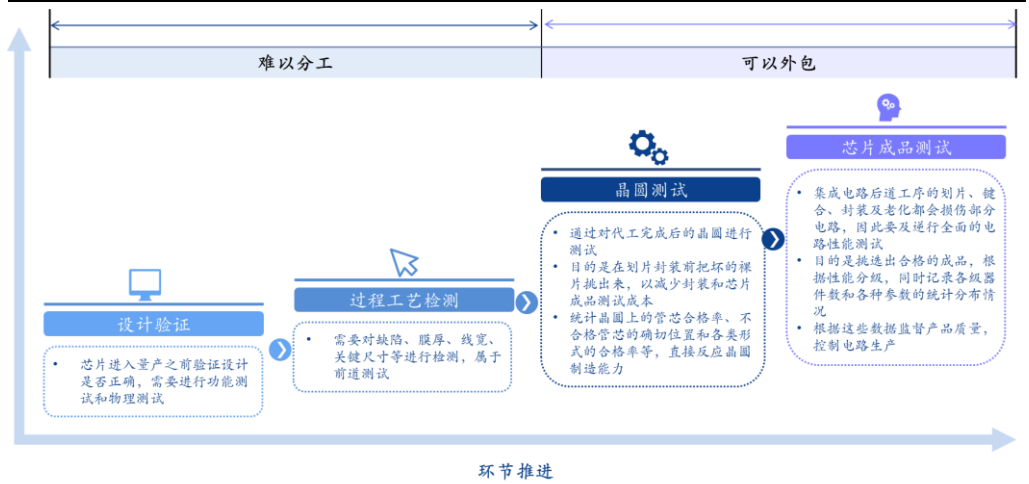 难以分工
可以外包
设计验证
• 芯片进入量产之前验证设计
是否正确，需要进行功能测
试和物理测试
过程工艺检测
• 需要对缺陷、膜厚、线宽、
关键尺寸等进行检测，属于
前道测试
晶圆测试
• 通过对代工完成后的晶圆进行
测试
• 目的是在划片封装前把坏的裸
片挑出来，以减少封装和芯片
成品测试成本
• 统计晶圆上的管芯合格率、不
合格管芯的确切位置和各类形
式的合格率等，直接反应晶圆
制造能力
芯片成品测试
• 集成电路后道工序的划片、键
合、封装及老化都会损伤部分
电路，因此要及逆行全面的电
路性能测试
• 目的是挑选出合格的成品，根
据性能分级，同时记录各级器
件数和各种参数的统计分布情
况
• 根据这些数据监督产品质量，
控制电路生产
环节推进